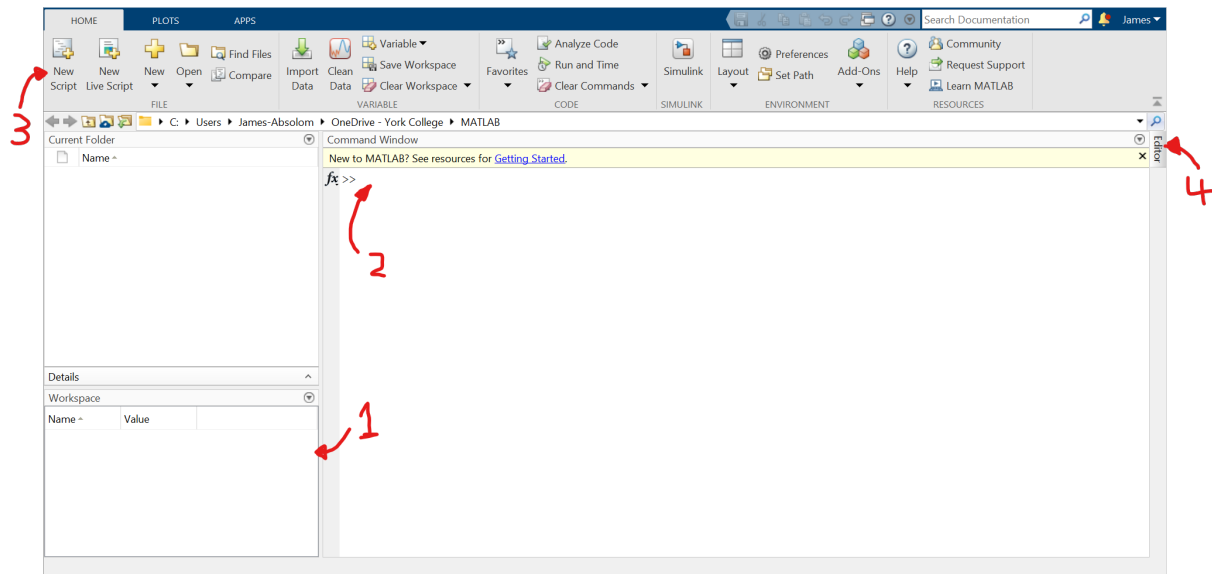 HOME PLOTS APPS Search Documentation James
New Script
New Live Script
New
Open
Find Files
Compare
FILE
Import Data
Clean Data
Variable
Save Workspace
Clear Workspace
VARIABLE
Favorites
Analyze Code
Run and Time
Clear Commands
CODE
Simulink
SIMULINK
Layout
Preferences
Set Path
Add-Ons
ENVIRONMENT
Help
Community
Request Support
Learn MATLAB
RESOURCES
3
C: Users James-Absolom OneDrive - York College MATLAB
Current Folder
Name
Command Window
New to MATLAB? See resources for Getting Started.
fx >>
Editor
4
2
Details
Workspace
Name Value
1